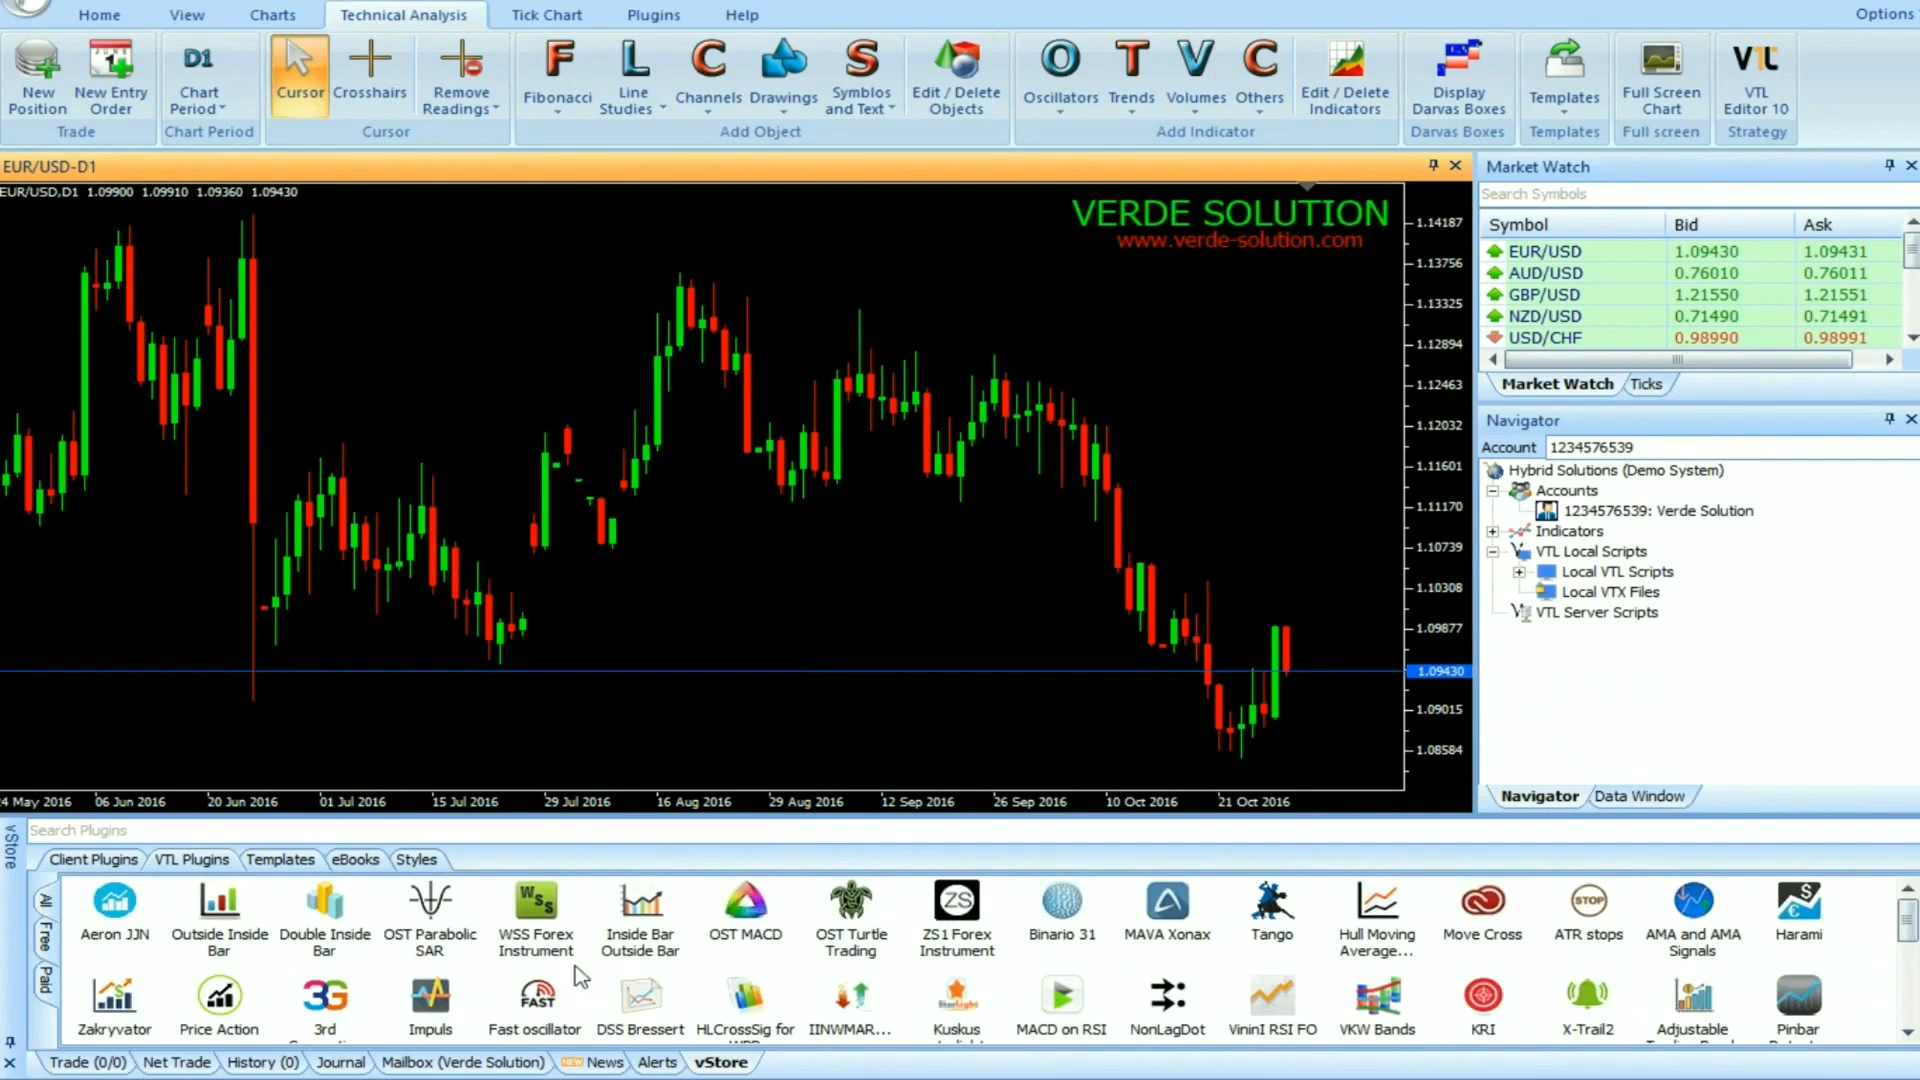 Home View Charts Technical Analysis Tick Chart Plugins Help Options
New Position
New Entry Order
D1
Chart Period
Cursor
Crosshairs
Remove Readings
F
Fibonacci
L
Line Studies
C
Channels
Drawings
S
Symblos and Text
Edit / Delete Objects
O
Oscillators
T
Trends
V
Volumes
C
Others
Edit / Delete Indicators
Display Darvas Boxes
Templates
Full Screen Chart
VTL
VTL Editor 10
Trade Chart Period Cursor Add Object Add Indicator Darvas Boxes Templates Full screen Strategy
EUR/USD-D1
EUR/USD,D1 1.09900 1.09910 1.09360 1.09430
VERDE SOLUTION
www.verde-solution.com
1.14187
1.13756
1.13325
1.12894
1.12463
1.12032
1.11601
1.11170
1.10739
1.10308
1.09877
1.09430
1.09015
1.08584
4 May 2016 06 Jun 2016 20 Jun 2016 01 Jul 2016 15 Jul 2016 29 Jul 2016 16 Aug 2016 29 Aug 2016 12 Sep 2016 26 Sep 2016 10 Oct 2016 21 Oct 2016
Market Watch
Search Symbols
Symbol Bid Ask
EUR/USD 1.09430 1.09431
AUD/USD 0.76010 0.76011
GBP/USD 1.21550 1.21551
NZD/USD 0.71490 0.71491
USD/CHF 0.98990 0.98991
Market Watch Ticks
Navigator
Account 1234576539
Hybrid Solutions (Demo System)
Accounts
1234576539: Verde Solution
Indicators
VTL Local Scripts
Local VTL Scripts
Local VTX Files
VTL Server Scripts
Navigator Data Window
vStore
Search Plugins
Client Plugins VTL Plugins Templates eBooks Styles
All
Free
Paid
Aeron JJN
Outside Inside Bar
Double Inside Bar
OST Parabolic SAR
WSS
WSS Forex Instrument
Inside Bar Outside Bar
OST MACD
OST Turtle Trading
ZS
ZS1 Forex Instrument
Binario 31
MAVA Xonax
Tango
Hull Moving Average...
Move Cross
STOP
ATR stops
AMA and AMA Signals
Harami
Zakryvator
Price Action
3G
3rd
Impuls
FAST
Fast oscillator
DSS Bressert
HLCrossSig for
IINWMAR...
StarLight
Kuskus
MACD on RSI
NonLagDot
VininI RSI FO
VKW Bands
KRI
X-Trail2
Adjustable
Pinbar
Trade (0/0) Net Trade History (0) Journal Mailbox (Verde Solution) News Alerts vStore